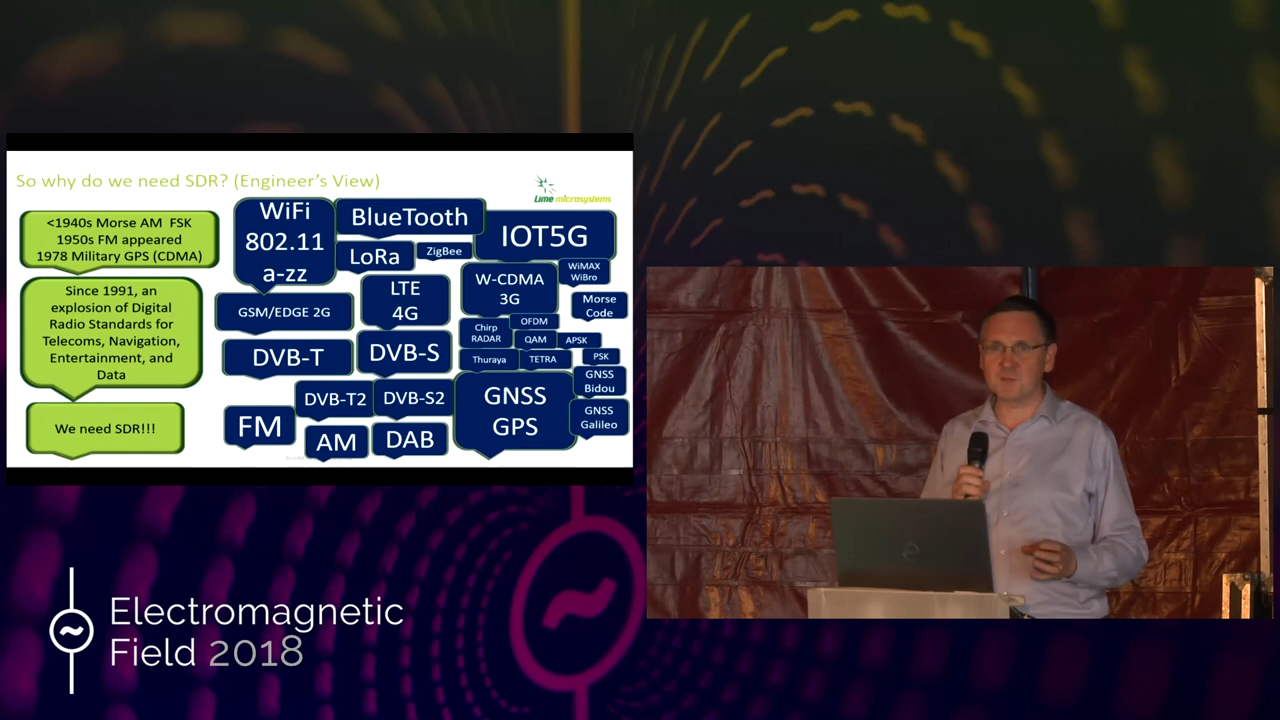 So why do we need SDR? (Engineer's View)
Lime microsystems
<1940s Morse AM FSK
1950s FM appeared
1978 Military GPS (CDMA)
Since 1991, an
explosion of Digital
Radio Standards for
Telecoms, Navigation,
Entertainment, and
Data
We need SDR!!!
WiFi
802.11
a-zz
BlueTooth
IOT5G
LoRa
ZigBee
WiMAX
WiBro
W-CDMA
3G
LTE
4G
Morse
Code
GSM/EDGE 2G
OFDM
Chirp
RADAR
QAM
APSK
DVB-T
DVB-S
Thuraya
TETRA
PSK
GNSS
Bidou
DVB-T2
DVB-S2
GNSS
GPS
GNSS
Galileo
FM
AM
DAB
Electromagnetic
Field 2018